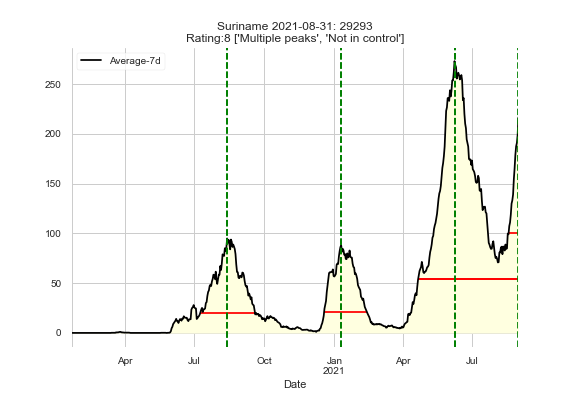 Suriname 2021-08-31: 29293
Rating:8 ['Multiple peaks', 'Not in control']
Average-7d
250
200
150
100
50
0
Apr
Jul
Oct
Jan
2021
Apr
Jul
Date